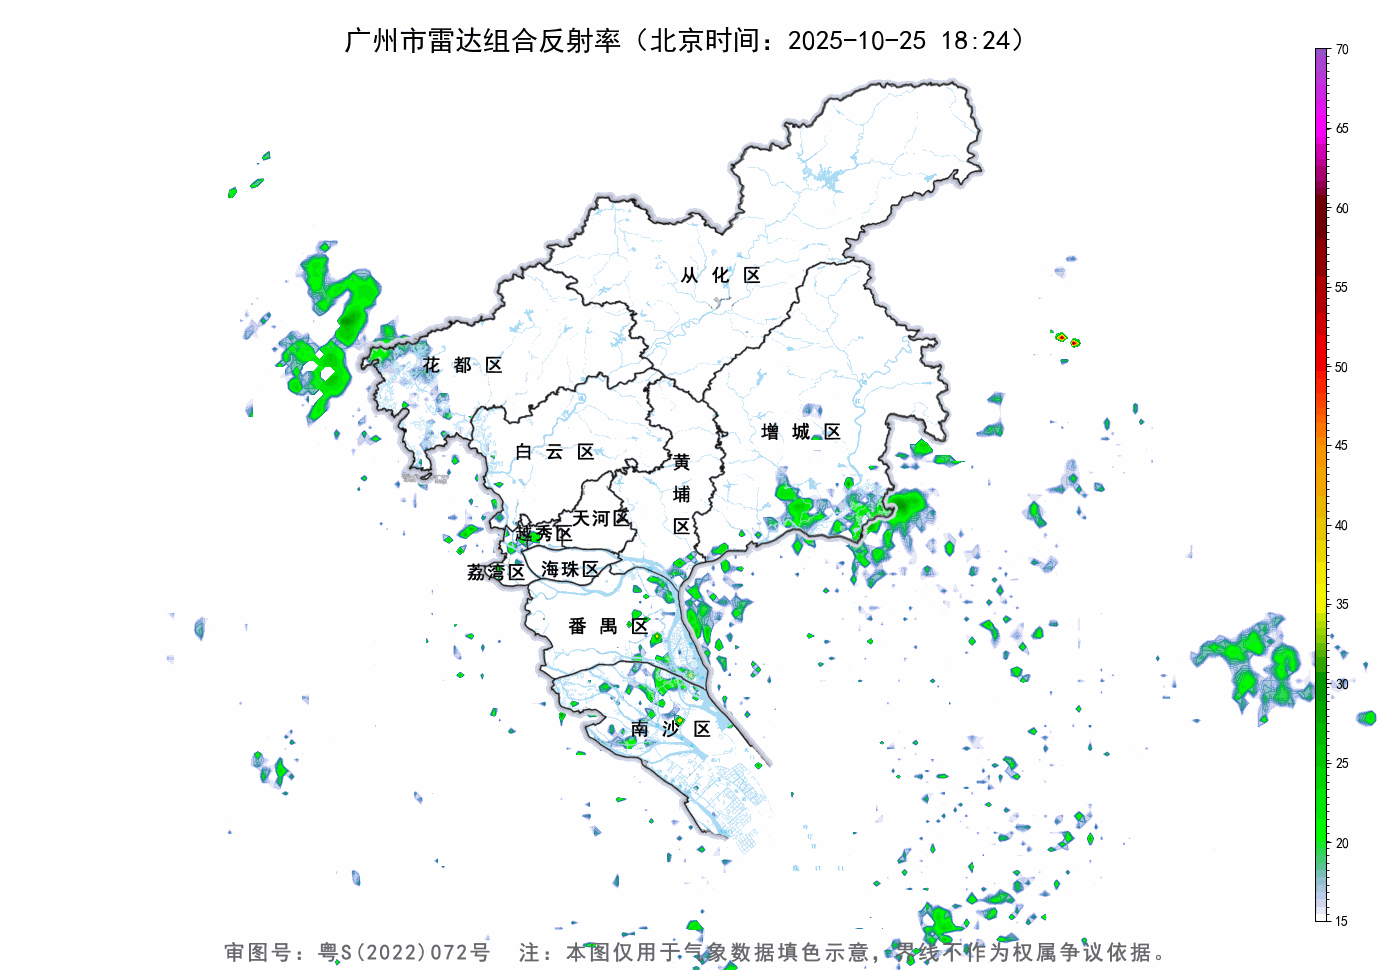 广州市雷达组合反射率（北京时间：2025-10-25 18:24）
70
65
60
55
50
45
40
35
30
25
20
15
从化区
花都区
增城区
白云区
黄埔区
天河区
越秀区
海珠区
荔湾区
番禺区
南沙区
审图号：粤S(2022)072号 注：本图仅用于气象数据填色示意，界线不作为权属争议依据。